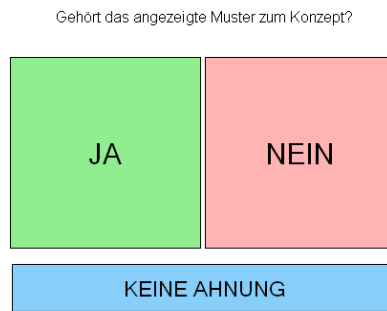 Gehört das angezeigte Muster zum Konzept?
JA
NEIN
KEINE AHNUNG